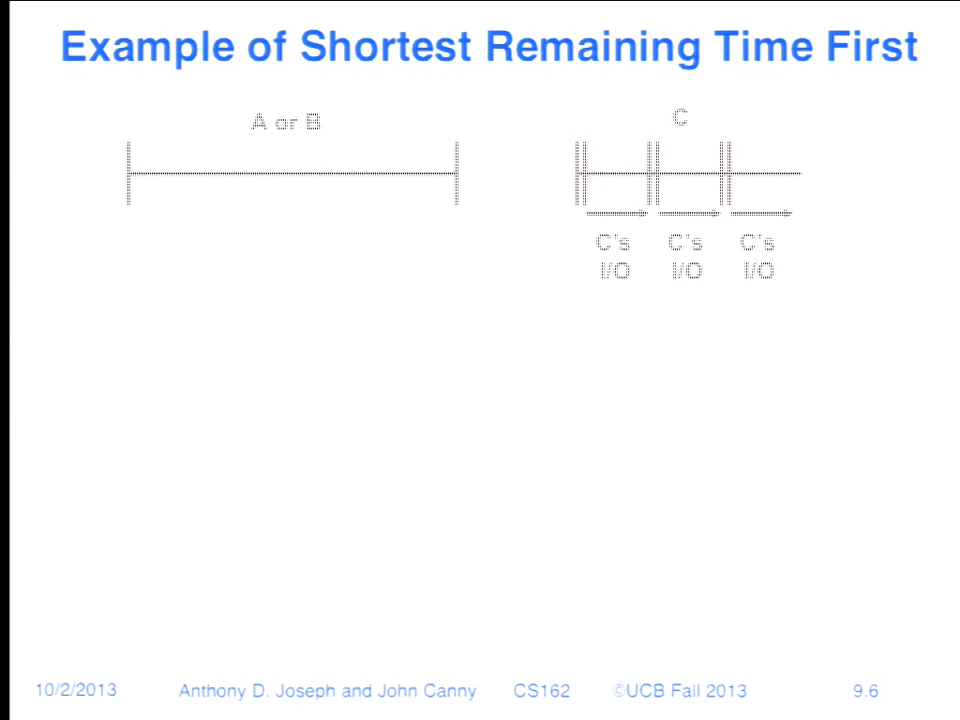 Example of Shortest Remaining Time First
A or B
C
C's C's C's
I/O I/O I/O
10/2/2013 Anthony D. Joseph and John Canny CS162 ©UCB Fall 2013 9.6